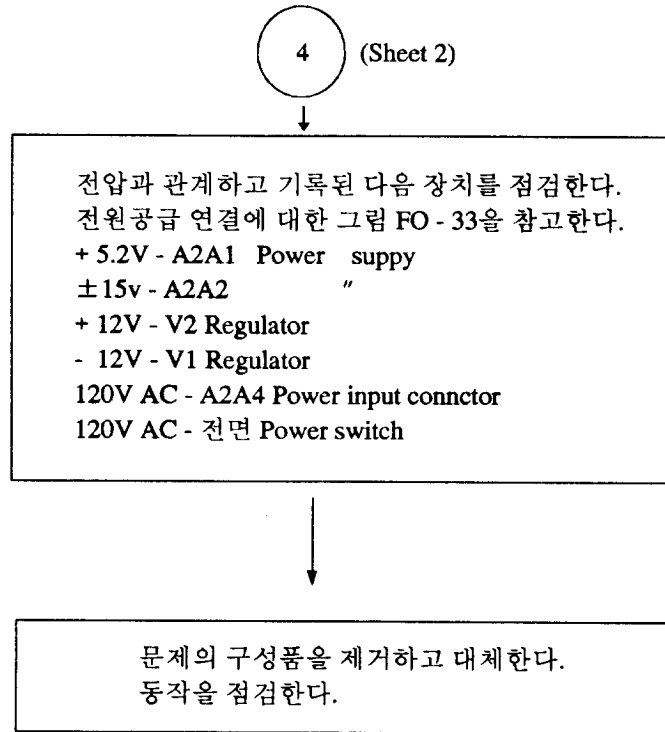 4 (Sheet 2)
전압과 관계하고 기록된 다음 장치를 점검한다.
전원공급 연결에 대한 그림 FO - 33을 참고한다.
+ 5.2V - A2A1 Power suppy
±15v - A2A2 "
+ 12V - V2 Regulator
- 12V - V1 Regulator
120V AC - A2A4 Power input connctor
120V AC - 전면 Power switch
문제의 구성품을 제거하고 대체한다.
동작을 점검한다.